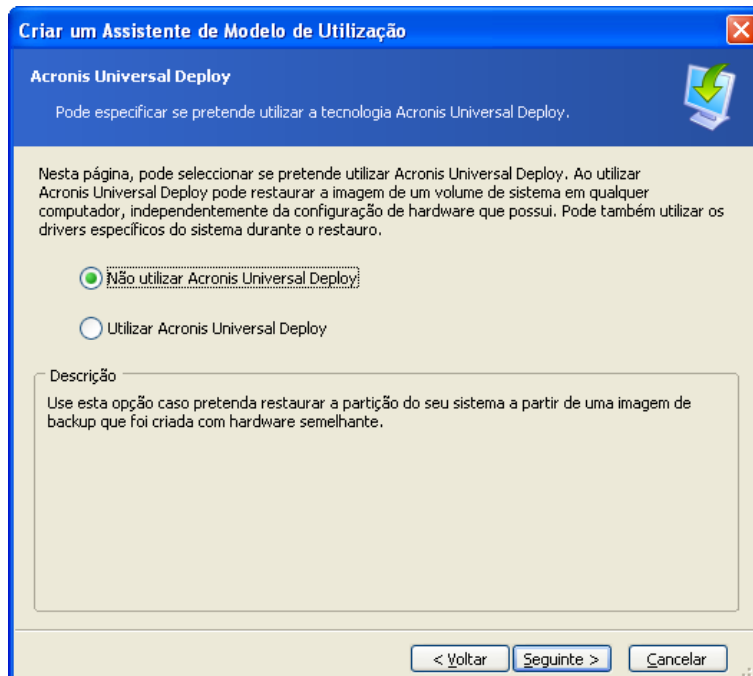 Criar um Assistente de Modelo de Utilização
Acronis Universal Deploy
Pode especificar se pretende utilizar a tecnologia Acronis Universal Deploy.
Nesta página, pode seleccionar se pretende utilizar Acronis Universal Deploy. Ao utilizar
Acronis Universal Deploy pode restaurar a imagem de um volume de sistema em qualquer
computador, independentemente da configuração de hardware que possui. Pode também utilizar os
drivers específicos do sistema durante o restauro.
Não utilizar Acronis Universal Deploy
Utilizar Acronis Universal Deploy
Descrição
Use esta opção caso pretenda restaurar a partição do seu sistema a partir de uma imagem de
backup que foi criada com hardware semelhante.
< Voltar
Seguinte >
Cancelar